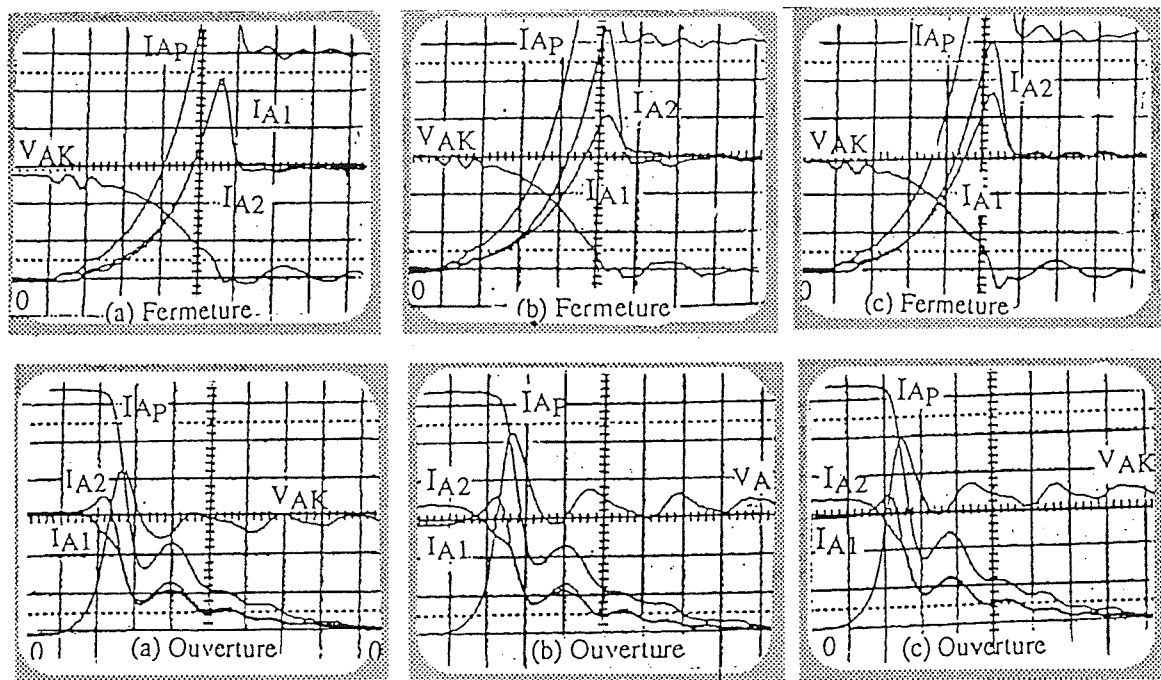 IAP
IA1
VAK
IA2
0
(a) Fermeture
IAP
IA2
VAK
IA1
0
(b) Fermeture
IAP
IA2
VAK
IA1
0
(c) Fermeture
IAP
IA2
VAK
IA1
0
(a) Ouverture
0
IAP
IA2
VA
IA1
0
(b) Ouverture
IAP
VAK
IA2
IA1
0
(c) Ouverture